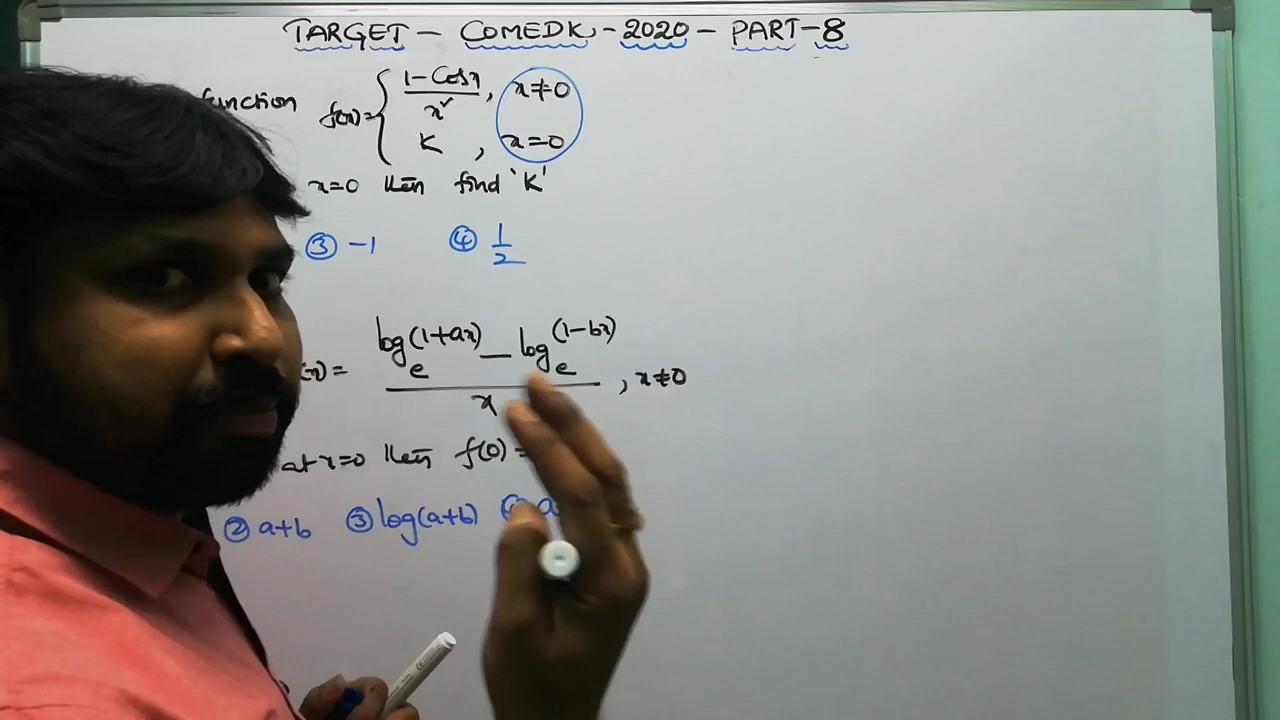 TARGET - COMEDK - 2020 - PART-8
function f(x) = { (1-Cosx)/x², x≠0
K, x=0
x=0 then find 'K'
③ -1 ④ 1/2
(x) = (log_e^(1+ax) - log_e^(1-bx))/x, x≠0
at x=0 then f(0) =
② a+b ③ log(a+b) a